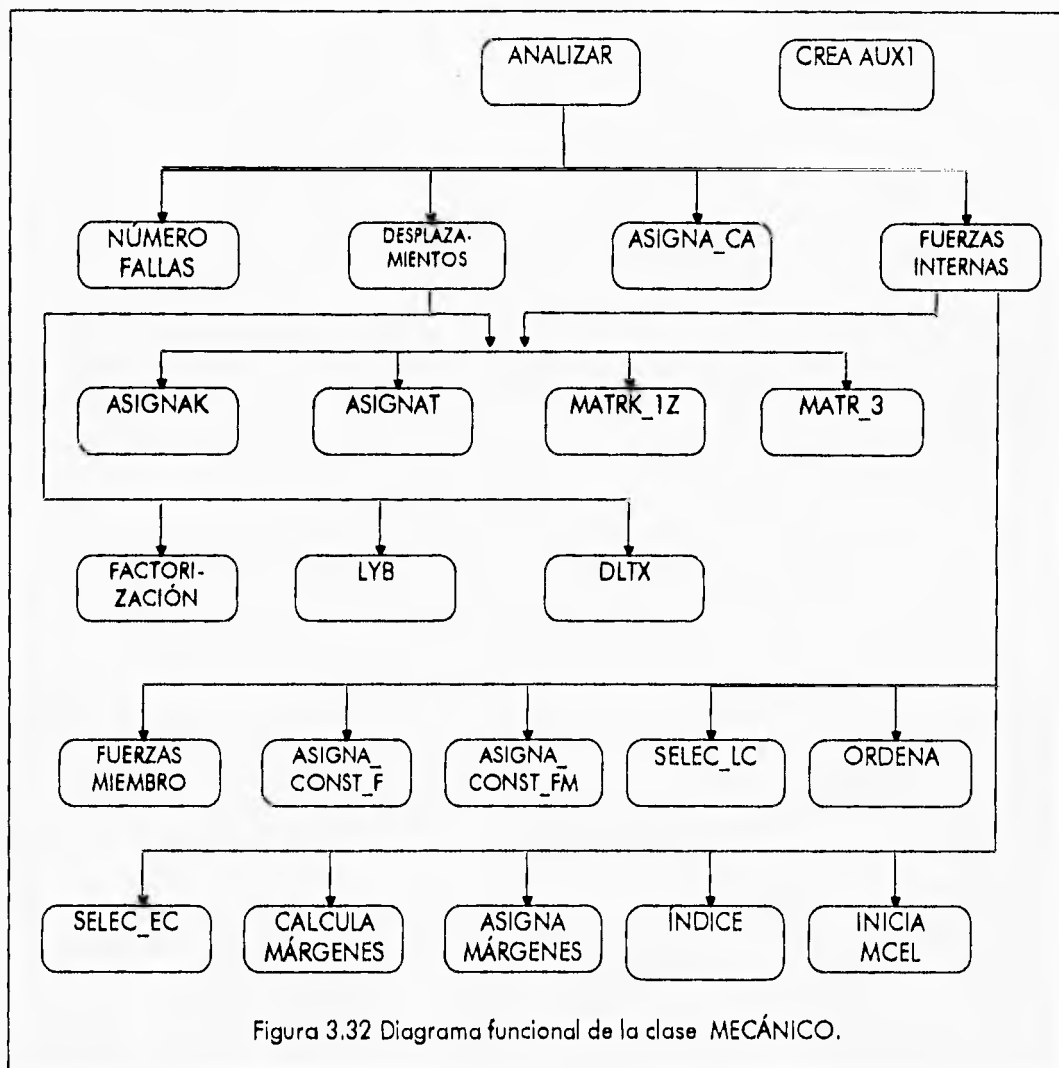 ANALIZAR
CREA AUX1
NÚMERO
FALLAS
DESPLAZA-
MIENTOS
ASIGNA_CA
FUERZAS
INTERNAS
ASIGNAK
ASIGNAT
MATRK_1Z
MATR_3
FACTORI-
ZACIÓN
LYB
DLTX
FUERZAS
MIEMBRO
ASIGNA_
CONST_F
ASIGNA_
CONST_FM
SELEC_LC
ORDENA
SELEC_EC
CALCULA
MÁRGENES
ASIGNA
MÁRGENES
ÍNDICE
INICIA
MCEL
Figura 3.32 Diagrama funcional de la clase MECÁNICO.